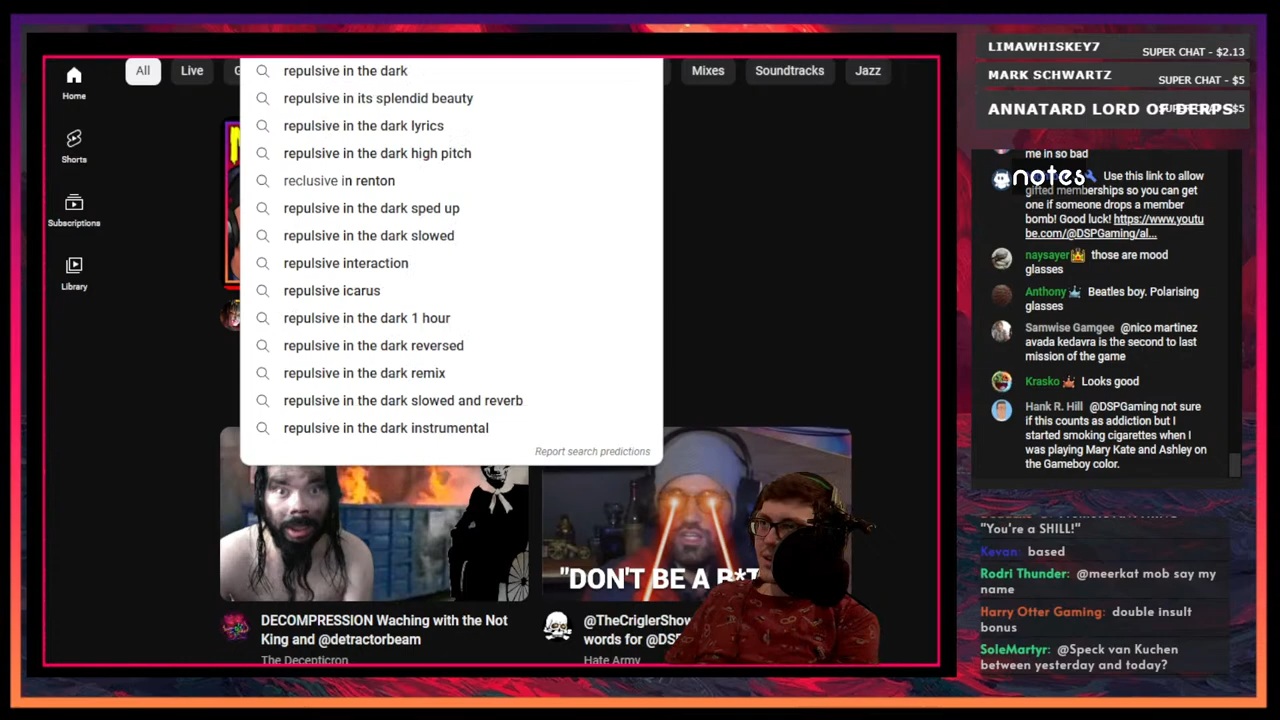 Home
Shorts
Subscriptions
Library
All
Live
Mixes
Soundtracks
Jazz
repulsive in the dark
repulsive in its splendid beauty
repulsive in the dark lyrics
repulsive in the dark high pitch
reclusive in renton
repulsive in the dark sped up
repulsive in the dark slowed
repulsive interaction
repulsive icarus
repulsive in the dark 1 hour
repulsive in the dark reversed
repulsive in the dark remix
repulsive in the dark slowed and reverb
repulsive in the dark instrumental
Report search predictions
"DON'T BE A B*T
DECOMPRESSION Waching with the Not
King and @detractorbeam
The Decepticron
@TheCriglerShow
words for @DSP
Hate Army
LIMAWHISKEY7 SUPER CHAT - $2.13
MARK SCHWARTZ SUPER CHAT - $5
ANNATARD LORD OF DERPS SUPER CHAT - $5
me in so bad
notes Use this link to allow
gifted memberships so you can get
one if someone drops a member
bomb! Good luck! https://www.youtu
be.com/@DSPGaming/al...
naysayer those are mood
glasses
Anthony Beatles boy. Polarising
glasses
Samwise Gamgee @nico martinez
avada kedavra is the second to last
mission of the game
Krasko Looks good
Hank R. Hill @DSPGaming not sure
if this counts as addiction but I
started smoking cigarettes when I
was playing Mary Kate and Ashley on
the Gameboy color.
"You're a SHILL!"
Kevan: based
Rodri Thunder: @meerkat mob say my
name
Harry Otter Gaming: double insult
bonus
SoleMartyr: @Speck van Kuchen
between yesterday and today?